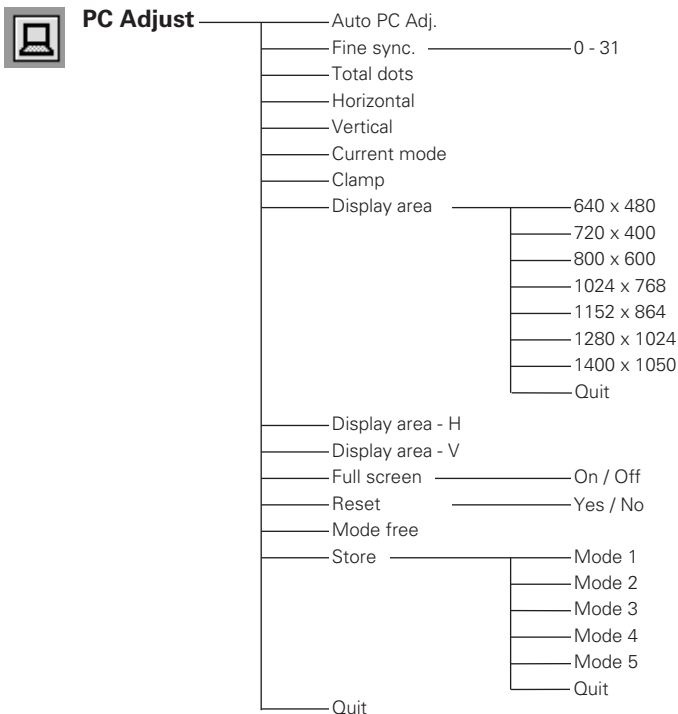 PC Adjust
Auto PC Adj.
Fine sync. 0 - 31
Total dots
Horizontal
Vertical
Current mode
Clamp
Display area 640 x 480
720 x 400
800 x 600
1024 x 768
1152 x 864
1280 x 1024
1400 x 1050
Quit
Display area - H
Display area - V
Full screen On / Off
Reset Yes / No
Mode free
Store Mode 1
Mode 2
Mode 3
Mode 4
Mode 5
Quit
Quit